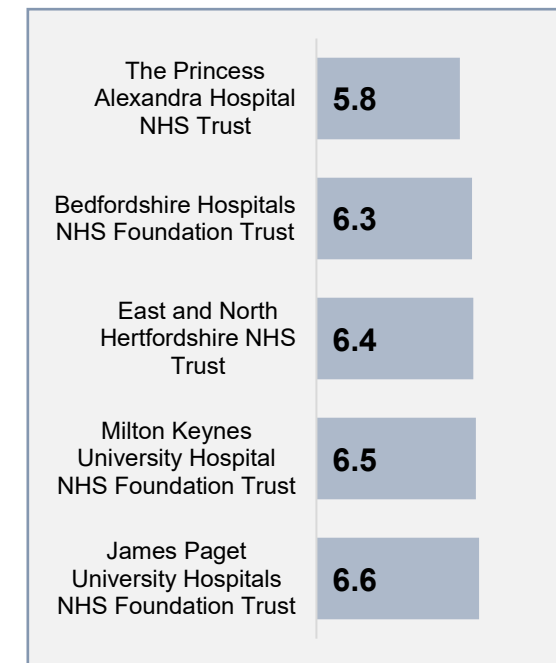 The Princess
Alexandra Hospital
NHS Trust
5.8
Bedfordshire Hospitals
NHS Foundation Trust
6.3
East and North
Hertfordshire NHS
Trust
6.4
Milton Keynes
University Hospital
NHS Foundation Trust
6.5
James Paget
University Hospitals
NHS Foundation Trust
6.6